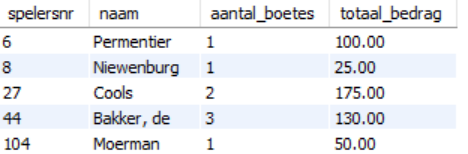 spelersnr naam aantal_boetes totaal_bedrag
6 Permentier 1 100.00
8 Niewenburg 1 25.00
27 Cools 2 175.00
44 Bakker, de 3 130.00
104 Moerman 1 50.00